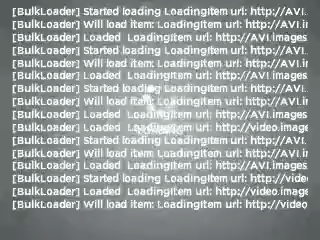 [BulkLoader] Started loading LoadingItem url: http://AVI.
[BulkLoader] Will load item: LoadingItem url: http://AVI.ir
[BulkLoader] Loaded LoadingItem url: http://AVI.images
[BulkLoader] Started loading LoadingItem url: http://AVI.
[BulkLoader] Will load item: LoadingItem url: http://AVI.ir
[BulkLoader] Loaded LoadingItem url: http://AVI.images
[BulkLoader] Started loading LoadingItem url: http://AVI.
[BulkLoader] Will load item: LoadingItem url: http://AVI.ir
[BulkLoader] Loaded LoadingItem url: http://AVI.images
[BulkLoader] Loaded LoadingItem url: http://video.image
[BulkLoader] Started loading LoadingItem url: http://AVI.
[BulkLoader] Will load item: LoadingItem url: http://AVI.ir
[BulkLoader] Loaded LoadingItem url: http://AVI.images
[BulkLoader] Started loading LoadingItem url: http://vide
[BulkLoader] Loaded LoadingItem url: http://video.image
[BulkLoader] Will load item: LoadingItem url: http://video